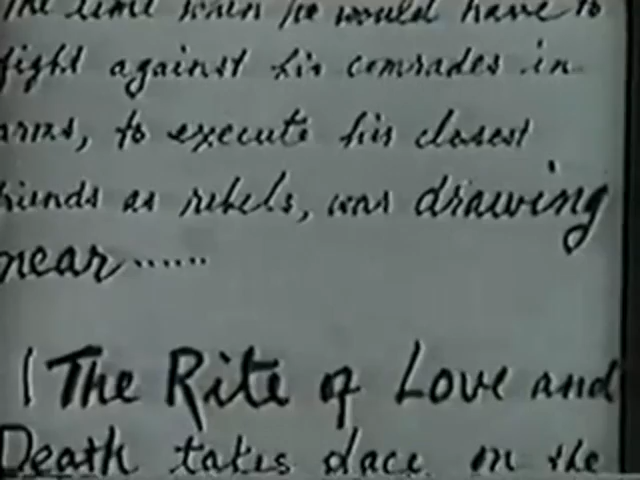 The time when he would have to
fight against his comrades in
arms, to execute his closest
friends as rebels, was drawing
near......
(The Rite of Love and
Death takes place on the